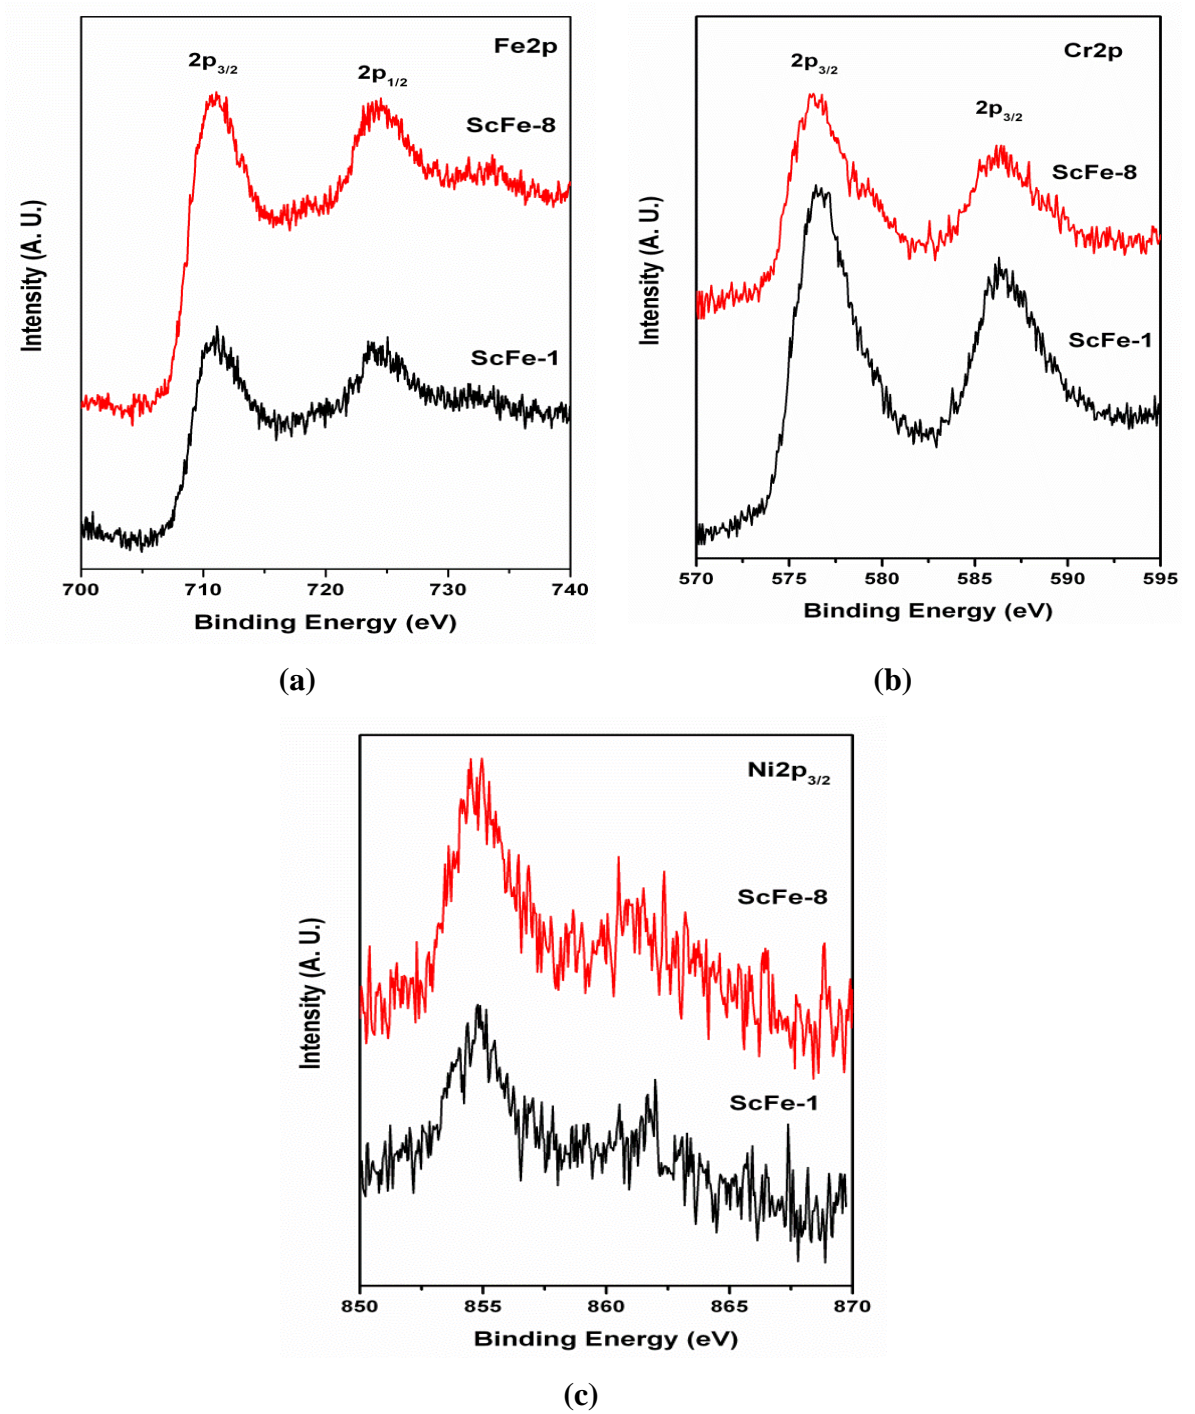 Fe2p
2p3/2
2p1/2
ScFe-8
ScFe-1
Intensity (A. U.)
700 710 720 730 740
Binding Energy (eV)
(a)
Cr2p
2p3/2
2p3/2
ScFe-8
ScFe-1
Intensity (A. U.)
570 575 580 585 590 595
Binding Energy (eV)
(b)
Ni2p3/2
ScFe-8
ScFe-1
Intensity (A. U.)
850 855 860 865 870
Binding Energy (eV)
(c)